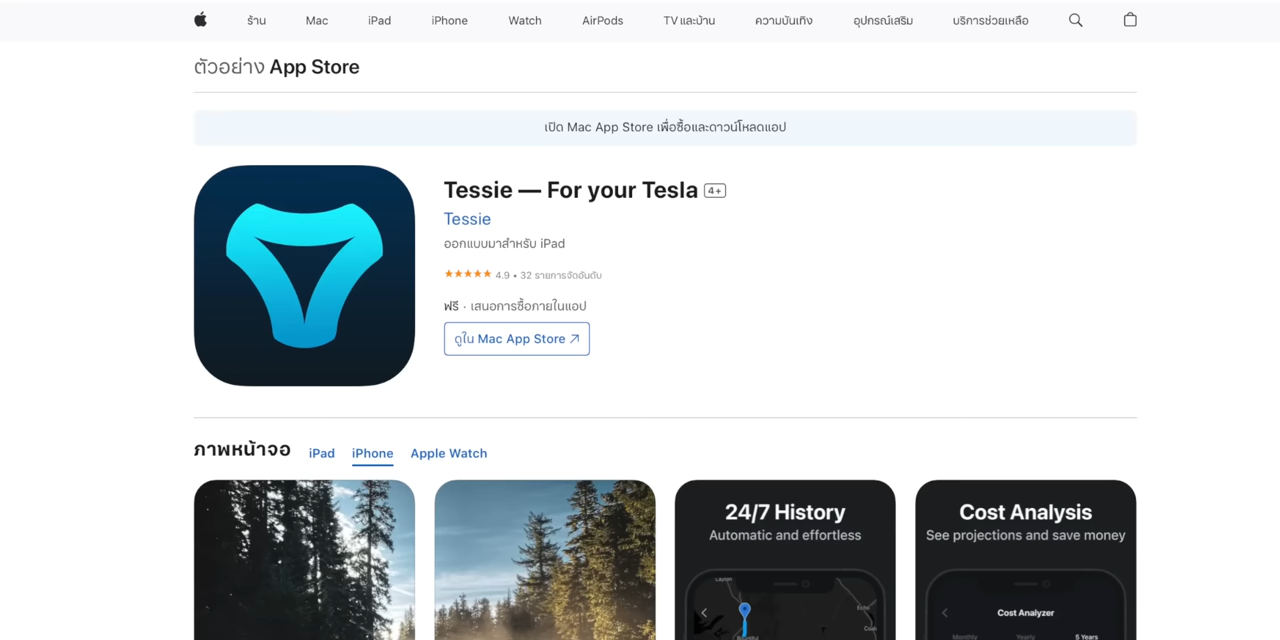 ร้าน Mac iPad iPhone Watch AirPods TV และบ้าน ความบันเทิง อุปกรณ์เสริม บริการช่วยเหลือ
ตัวอย่าง App Store
เปิด Mac App Store เพื่อซื้อและดาวน์โหลดแอป
Tessie — For your Tesla 4+
Tessie
ออกแบบมาสำหรับ iPad
4.9 • 32 รายการจัดอันดับ
ฟรี · เสนอการซื้อภายในแอป
ดูใน Mac App Store ↗
ภาพหน้าจอ iPad iPhone Apple Watch
24/7 History
Automatic and effortless
Layton
Echo
Bountiful
Cost Analysis
See projections and save money
Cost Analyzer
Monthly Yearly 5 Years